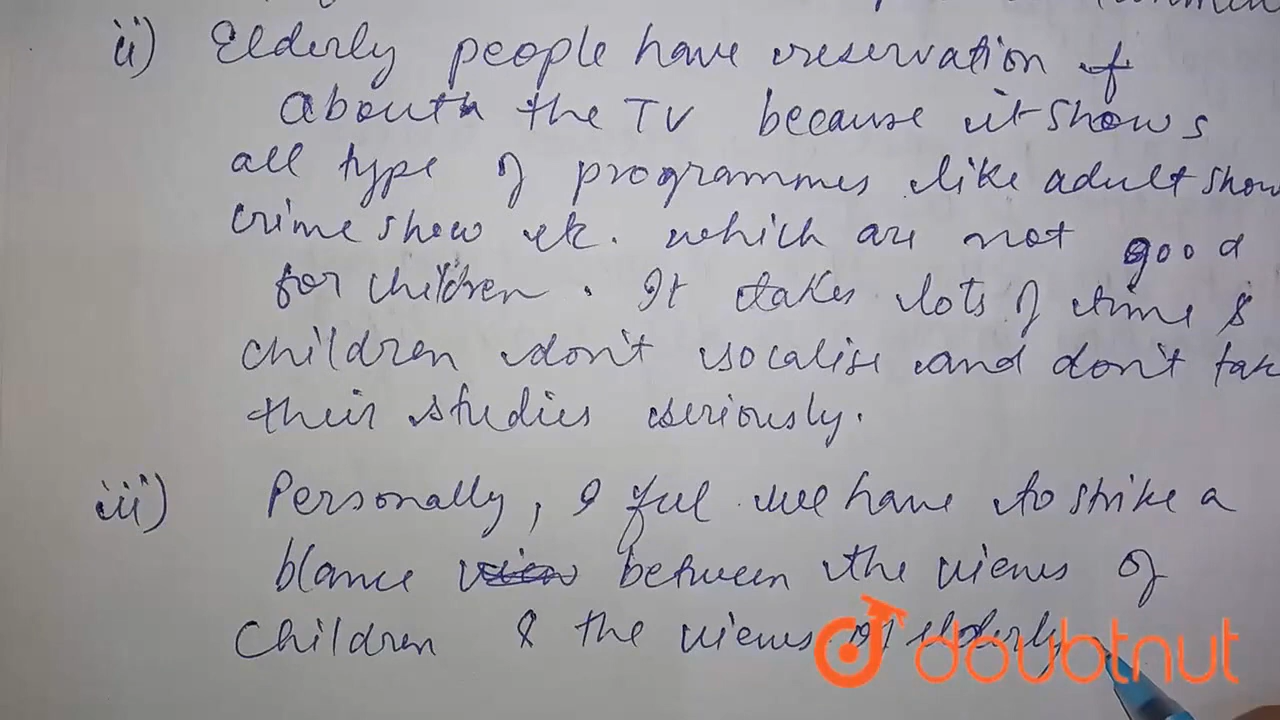 ii) Elderly people have reservation of
about the TV because it shows
all type of programmes like adult show
crime show etc. which are not good
for children. It takes lots of time &
children don't socalise and don't tak
their studies seriously.
iii) Personally, I feel we have to strike a
blance between the views of
children & the views of elderly
doubtnut